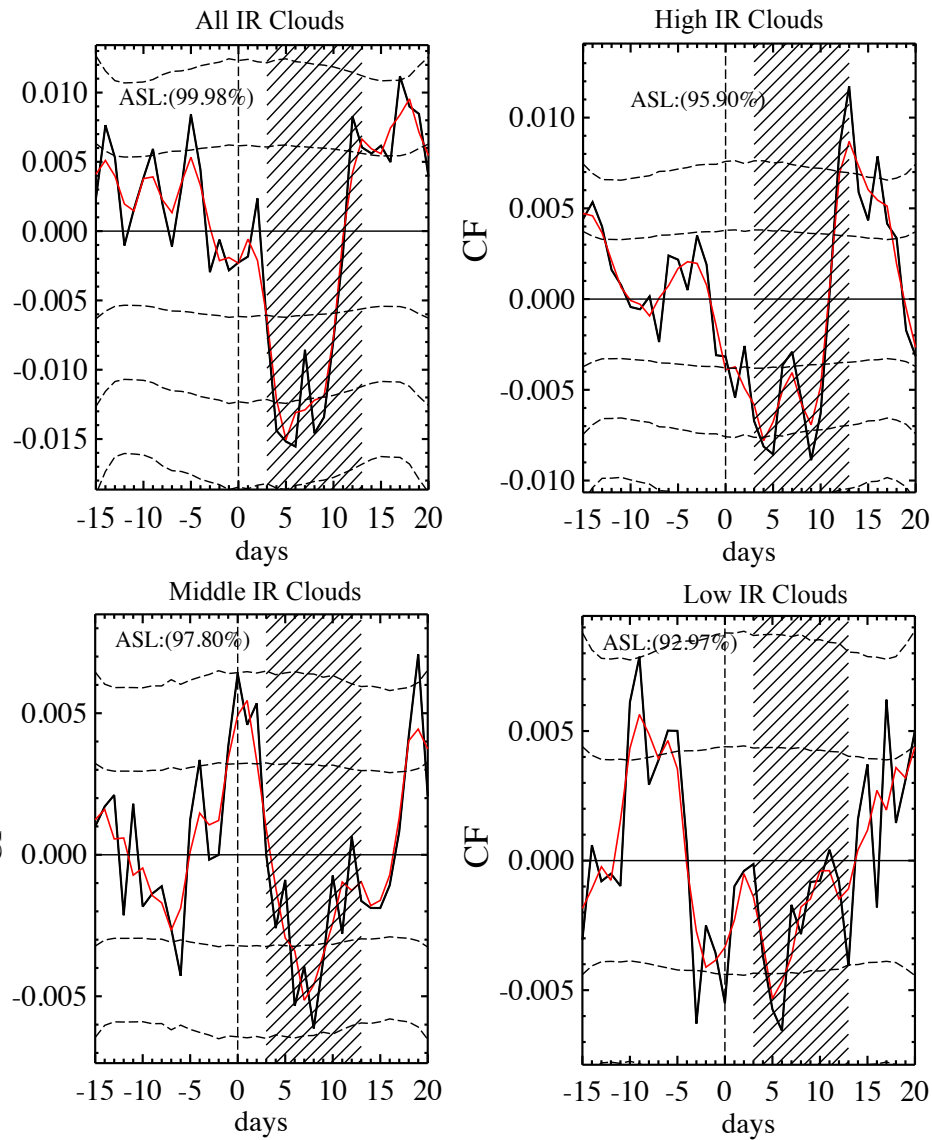 All IR Clouds
ASL:(99.98%)
0.010
0.005
0.000
-0.005
-0.010
-0.015
-15 -10 -5 0 5 10 15 20
days
High IR Clouds
ASL:(95.90%)
CF
0.010
0.005
0.000
-0.005
-0.010
-15 -10 -5 0 5 10 15 20
days
Middle IR Clouds
ASL:(97.80%)
0.005
0.000
-0.005
-15 -10 -5 0 5 10 15 20
days
Low IR Clouds
ASL:(92.97%)
CF
0.005
0.000
-0.005
-15 -10 -5 0 5 10 15 20
days